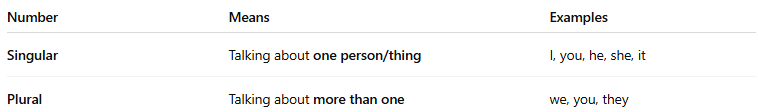 Number Means Examples
Singular Talking about one person/thing I, you, he, she, it
Plural Talking about more than one we, you, they